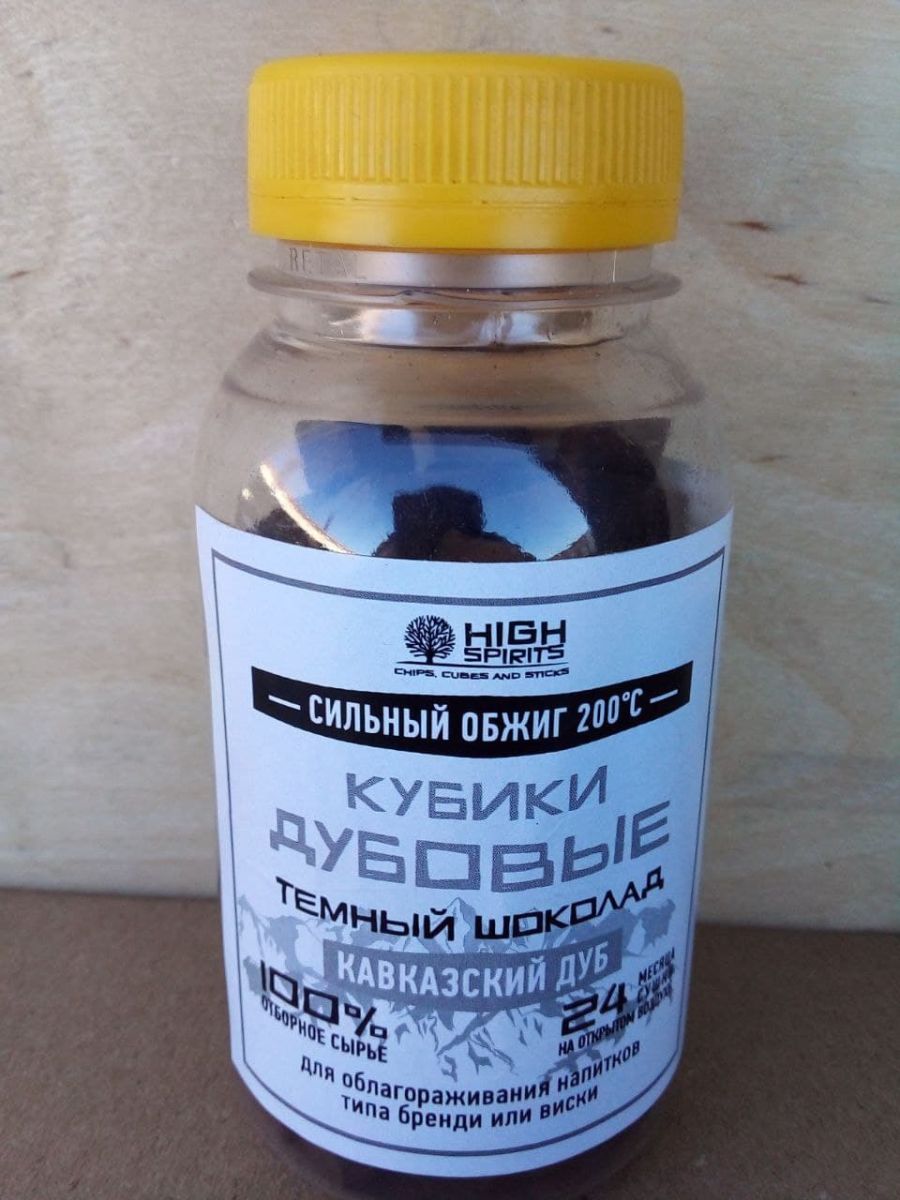 HIGH
SPIRITS
CHIPS, CUBES AND STICKS
— СИЛЬНЫЙ ОБЖИГ 200°С —
КУБИКИ
ДУБОВЫЕ
ТЕМНЫЙ ШОКОЛАД
КАВКАЗСКИЙ ДУБ
100%
ОТБОРНОЕ СЫРЬЕ
24 МЕСЯЦА
СУШКИ
НА ОТКРЫТОМ ВОЗДУХЕ
для облагораживания напитков
типа бренди или виски